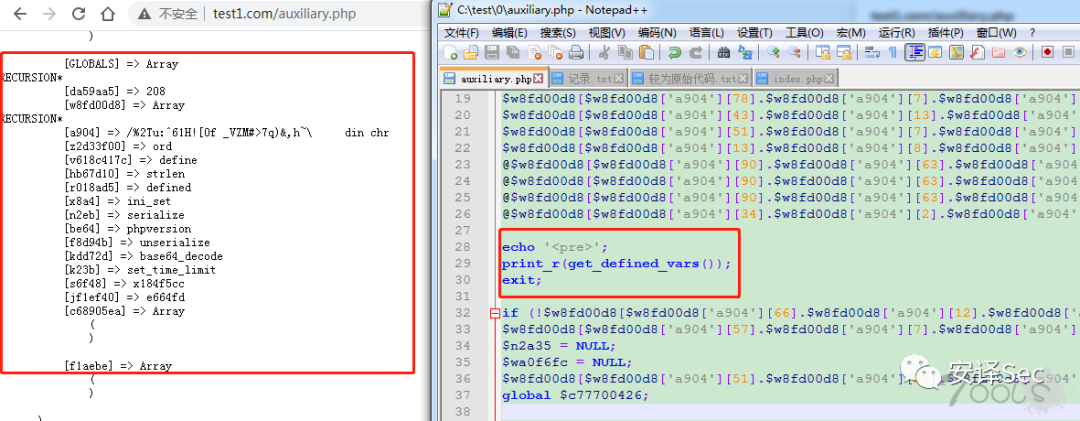 不安全 | test1.com/auxiliary.php
)
[GLOBALS] => Array
RECURSION*
[da59aa5] => 208
[w8fd00d8] => Array
RECURSION*
[a904] => /%2Tu:`61H![0f _VZM#>7q)&,h~\ din chr
[z2d33f00] => ord
[v618c417c] => define
[hb67d10] => strlen
[r018ad5] => defined
[x8a4] => ini_set
[n2eb] => serialize
[be64] => phpversion
[f8d94b] => unserialize
[kdd72d] => base64_decode
[k23b] => set_time_limit
[s6f48] => x184f5cc
[jf1ef40] => e664fd
[c68905ea] => Array
(
)
[f1aebe] => Array
(
)
)
C:\test\0\auxiliary.php - Notepad++
文件(F) 编辑(E) 搜索(S) 视图(V) 编码(N) 语言(L) 设置(T) 工具(O) 宏(M) 运行(R) 插件(P) 窗口(W) ?
auxiliary.php 记录.txt 较为原始代码.txt index.php
19 $w8fd00d8[$w8fd00d8['a904'][78].$w8fd00d8['a904'][7].$w8fd00d8['a904']
20 $w8fd00d8[$w8fd00d8['a904'][43].$w8fd00d8['a904'][13].$w8fd00d8['a904'
21 $w8fd00d8[$w8fd00d8['a904'][51].$w8fd00d8['a904'][7].$w8fd00d8['a904']
22 $w8fd00d8[$w8fd00d8['a904'][13].$w8fd00d8['a904'][8].$w8fd00d8['a904']
23 @$w8fd00d8[$w8fd00d8['a904'][90].$w8fd00d8['a904'][63].$w8fd00d8['a904
24 @$w8fd00d8[$w8fd00d8['a904'][90].$w8fd00d8['a904'][63].$w8fd00d8['a904
25 @$w8fd00d8[$w8fd00d8['a904'][90].$w8fd00d8['a904'][63].$w8fd00d8['a904
26 @$w8fd00d8[$w8fd00d8['a904'][34].$w8fd00d8['a904'][2].$w8fd00d8['a904'
27
28 echo '<pre>';
29 print_r(get_defined_vars());
30 exit;
31
32 if (!$w8fd00d8[$w8fd00d8['a904'][66].$w8fd00d8['a904'][12].$w8fd00d8['a
33 $w8fd00d8[$w8fd00d8['a904'][57].$w8fd00d8['a904'][7].$w8fd00d8['a904']
34 $n2a35 = NULL;
35 $wa0f6fc = NULL;
36 $w8fd00d8[$w8fd00d8['a904'][51].$w8fd00d8['a904']
37 global $c77700426;
38
安译Sec
TOOLS